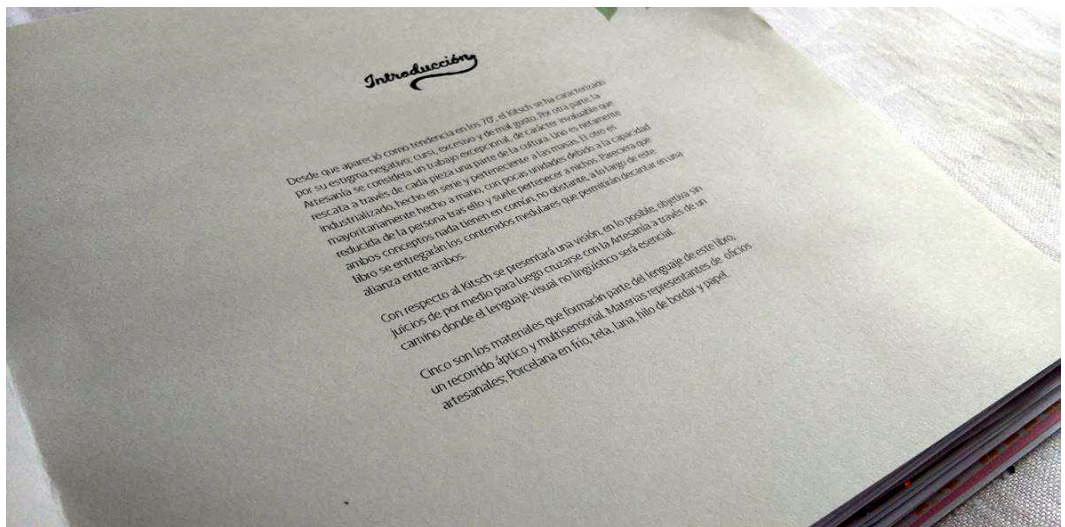 Introducción
Desde que apareció como tendencia en los 70', el Kitsch se ha caracterizado
por su estigma negativo; cursi, excesivo y de mal gusto. Por otra parte, la
Artesanía se considera un trabajo excepcional, de carácter invaluable que
rescata a través de cada pieza una parte de la cultura. Uno es netamente
industrializado, hecho en serie y perteneciente a las masas. El otro es
mayoritariamente hecho a mano, con pocas unidades debado a la capacidad
reducida de la persona tras ello y suele pertenecer a nichos. Pareciera que
ambos conceptos nada tienen en común, no obstante, a lo largo de este
libro se entregarán los contenidos medulares que permitirán decantar en una
alianza entre ambos.
Con respecto al Kitsch se presentará una visión, en lo posible, objetiva sin
juicios de por medio para luego cruzarse con la Artesanía a través de un
camino donde el lenguaje visual no lingüístico será esencial.
Cinco son los materiales que formarán parte del lenguaje de este libro,
un recorrido áptico y multisensorial. Materias representantes de oficios
artesanales; Porcelana en frío, tela, lana, hilo de bordar y papel.